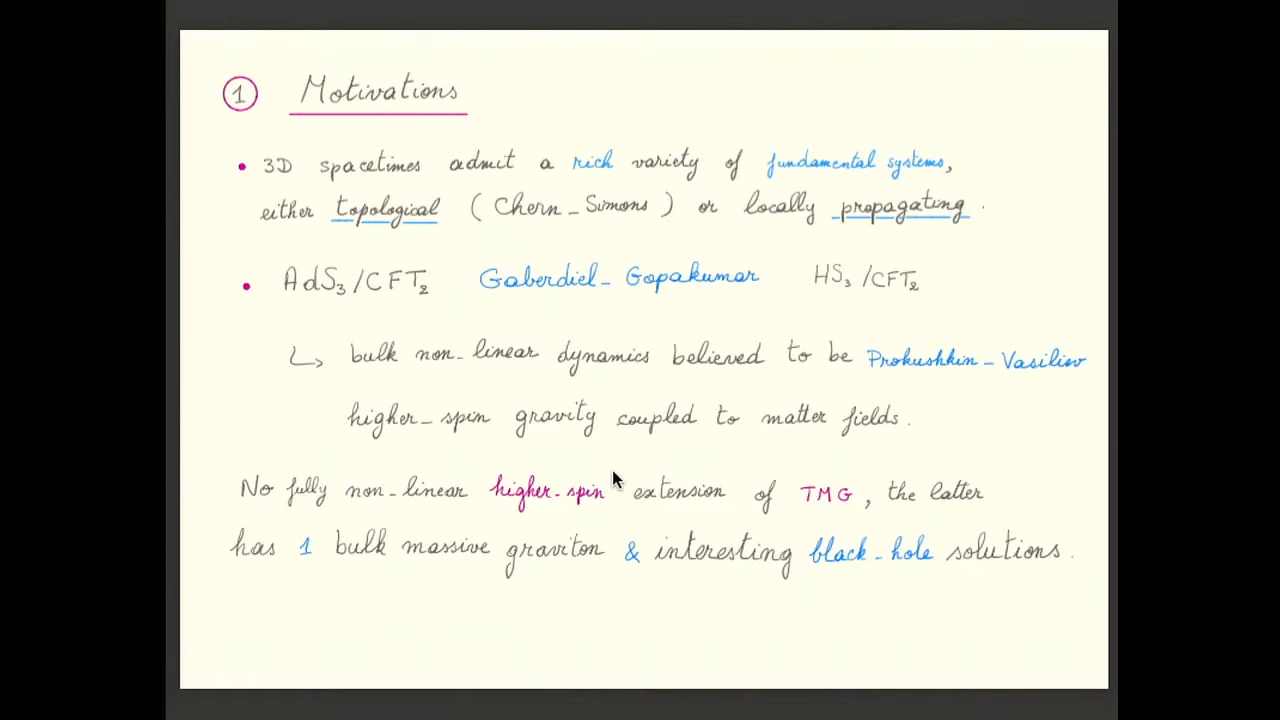 ① Motivations
• 3D spacetimes admit a rich variety of fundamental systems,
either topological (Chern-Simons) or locally propagating.
• AdS₃/CFT₂ Gaberdiel-Gopakumar HS₃/CFT₂
↳ bulk non-linear dynamics believed to be Prokushkin-Vasiliev
higher-spin gravity coupled to matter fields.
No fully non-linear higher-spin extension of TMG, the latter
has 1 bulk massive graviton & interesting black-hole solutions.